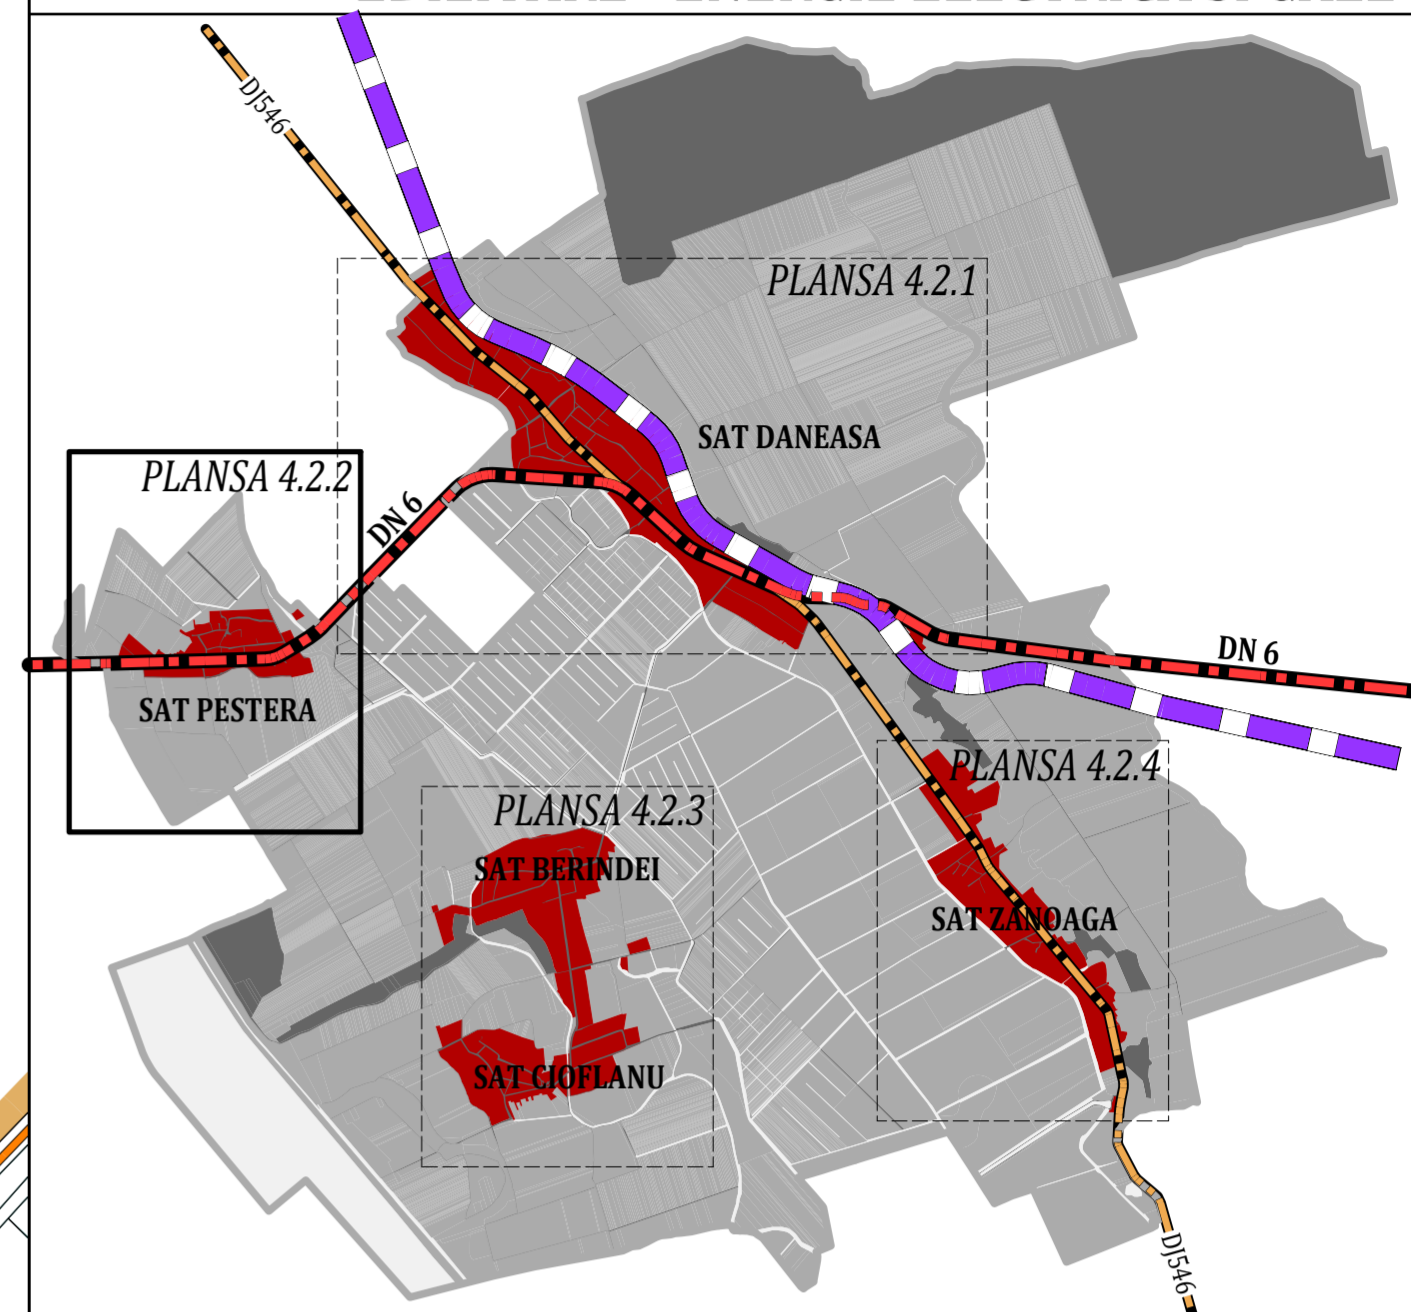 DJ546
PLANSA 4.2.1
SAT DANEASA
PLANSA 4.2.2
DN 6
DN 6
SAT PESTERA
PLANSA 4.2.4
PLANSA 4.2.3
SAT BERINDEI
SAT ZANOAGA
SAT CIOFLANU
DJ546